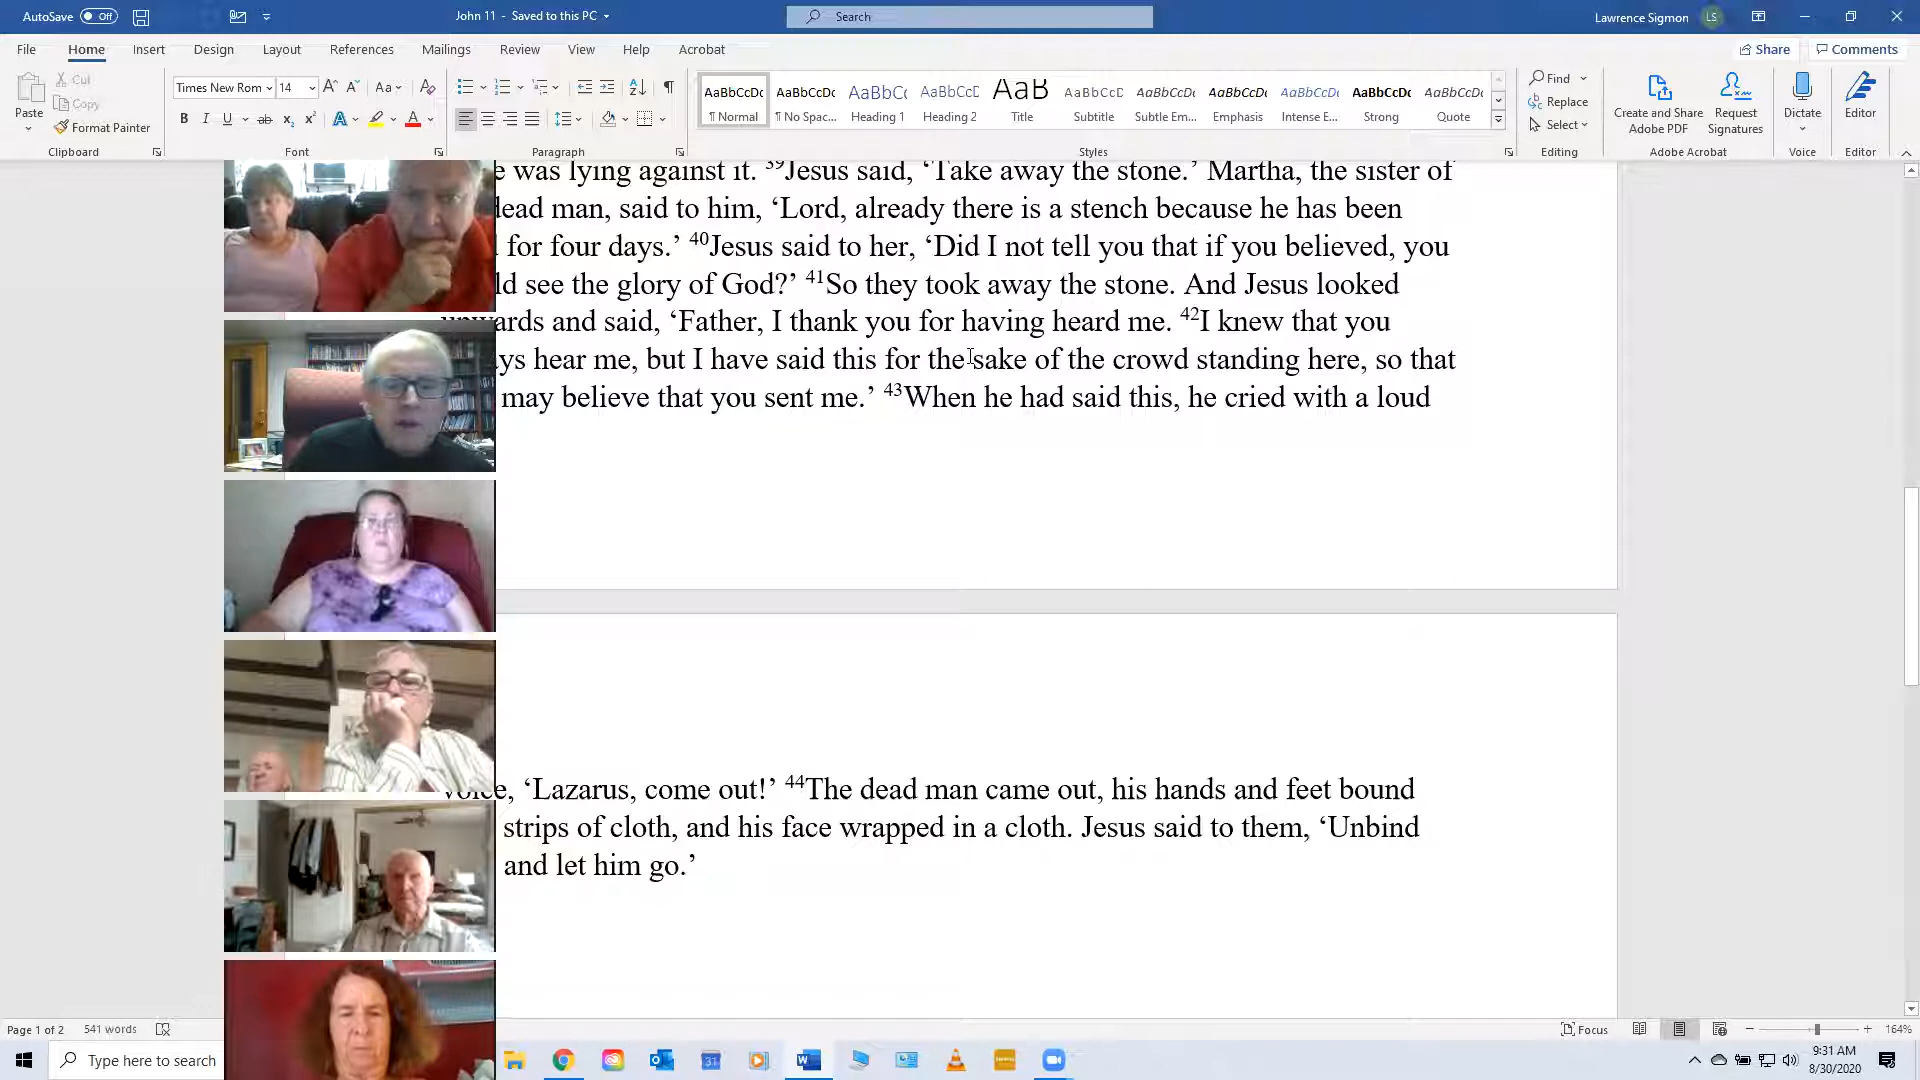 AutoSave Off John 11 - Saved to this PC Search Lawrence Sigmon LS
File Home Insert Design Layout References Mailings Review View Help Acrobat Share Comments
Cut
Copy
Paste
Format Painter
Times New Rom 14
AaBbCcDc AaBbCcDc AaBbCc AaBbCcD AaB AaBbCcD AaBbCcDc AaBbCcDc AaBbCcDc AaBbCcDc AaBbCcDc
¶ Normal ¶ No Spac... Heading 1 Heading 2 Title Subtitle Subtle Em... Emphasis Intense E... Strong Quote
Find
Replace
Select
Create and Share Adobe PDF
Request Signatures
Dictate
Editor
Clipboard Font Paragraph Styles Editing Adobe Acrobat Voice Editor
was lying against it. 39Jesus said, ‘Take away the stone.’ Martha, the sister of
dead man, said to him, ‘Lord, already there is a stench because he has been
for four days.’ 40Jesus said to her, ‘Did I not tell you that if you believed, you
see the glory of God?’ 41So they took away the stone. And Jesus looked
upwards and said, ‘Father, I thank you for having heard me. 42I knew that you
hear me, but I have said this for the sake of the crowd standing here, so that
may believe that you sent me.’ 43When he had said this, he cried with a loud
voice, ‘Lazarus, come out!’ 44The dead man came out, his hands and feet bound
strips of cloth, and his face wrapped in a cloth. Jesus said to them, ‘Unbind
and let him go.’
Page 1 of 2 541 words Focus 164%
Type here to search
9:31 AM
8/30/2020